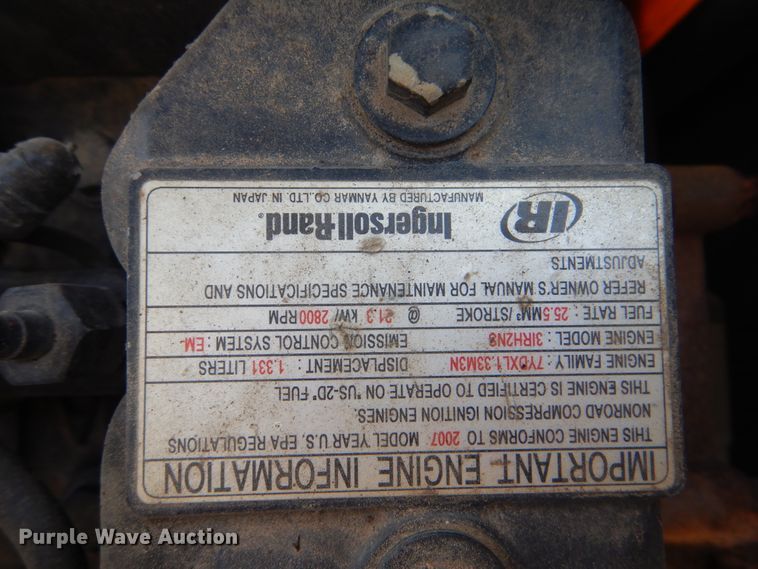 IMPORTANT ENGINE INFORMATION
THIS ENGINE CONFORMS TO 2007 MODEL YEAR U.S. EPA REGULATIONS
NONROAD COMPRESSION IGNITION ENGINES.
THIS ENGINE IS CERTIFIED TO OPERATE ON "US-2D" FUEL
ENGINE FAMILY : 7YDXL1.33M3N DISPLACEMENT : 1.331 LITERS
ENGINE MODEL : 3IRH2N3 EMISSION CONTROL SYSTEM : EM
FUEL RATE : 25.5MM³/STROKE @ 21.3 kW/ 2800 RPM
REFER OWNER'S MANUAL FOR MAINTENANCE SPECIFICATIONS AND
ADJUSTMENTS
IR Ingersoll-Rand®
MANUFACTURED BY YANMAR CO.,LTD. IN JAPAN
Purple Wave Auction